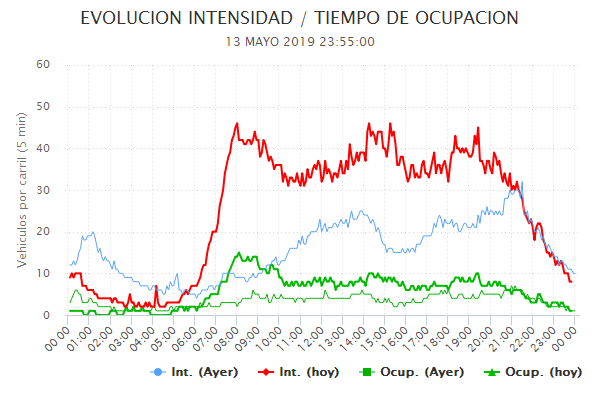 EVOLUCION INTENSIDAD / TIEMPO DE OCUPACION
13 MAYO 2019 23:55:00
Vehiculos por carril (5 min)
60
50
40
30
20
10
0
00:00 01:00 02:00 03:00 04:00 05:00 06:00 07:00 08:00 09:00 10:00 11:00 12:00 13:00 14:00 15:00 16:00 17:00 18:00 19:00 20:00 21:00 22:00 23:00 00:00
Int. (Ayer) Int. (hoy) Ocup. (Ayer) Ocup. (hoy)